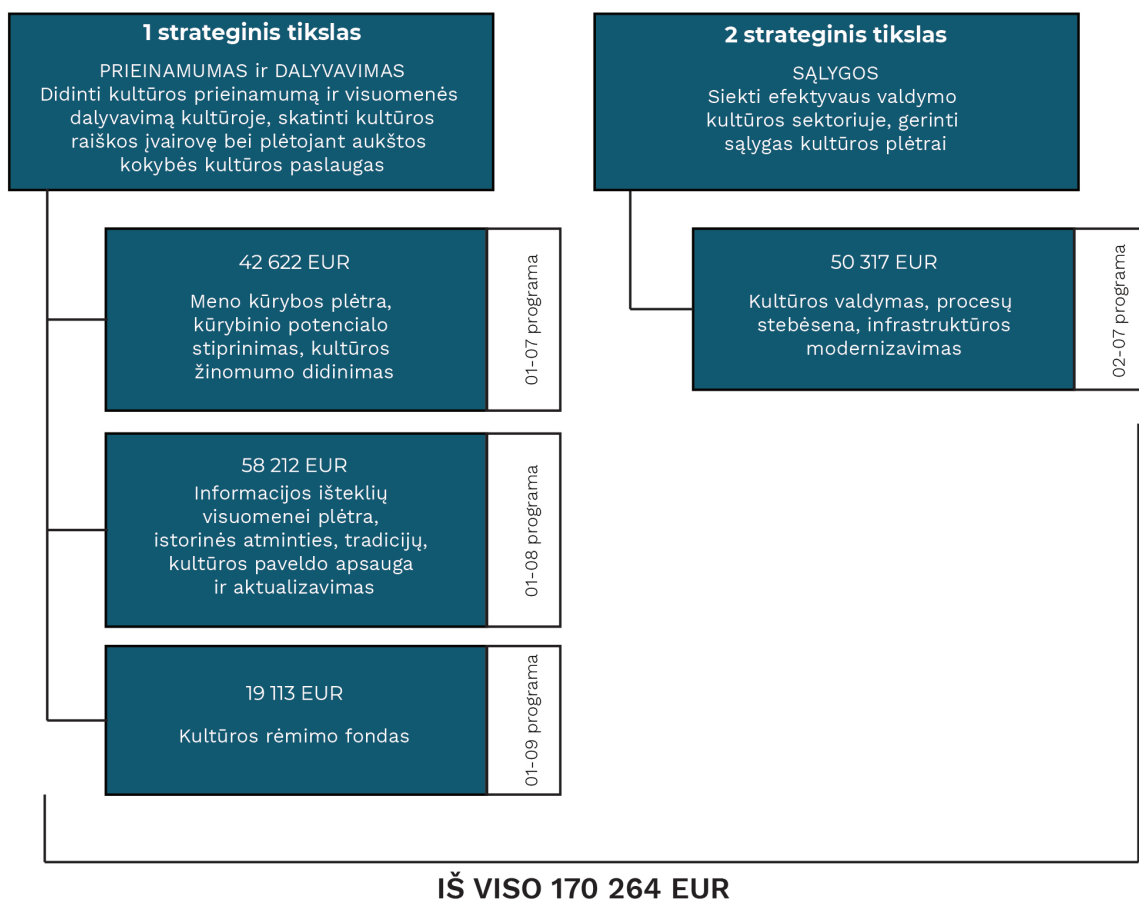 1 strateginis tikslas
PRIEINAMUMAS ir DALYVAVIMAS
Didinti kultūros prieinamumą ir visuomenės
dalyvavimą kultūroje, skatinti kultūros
raiškos įvairovę bei plėtojant aukštos
kokybės kultūros paslaugas
42 622 EUR
Meno kūrybos plėtra,
kūrybinio potencialo
stiprinimas, kultūros
žinomumo didinimas
01-07 programa
58 212 EUR
Informacijos išteklių
visuomenei plėtra,
istorinės atminties, tradicijų,
kultūros paveldo apsauga
ir aktualizavimas
01-08 programa
19 113 EUR
Kultūros rėmimo fondas
01-09 programa
2 strateginis tikslas
SĄLYGOS
Siekti efektyvaus valdymo
kultūros sektoriuje, gerinti
sąlygas kultūros plėtrai
50 317 EUR
Kultūros valdymas, procesų
stebėsena, infrastruktūros
modernizavimas
02-07 programa
IŠ VISO 170 264 EUR